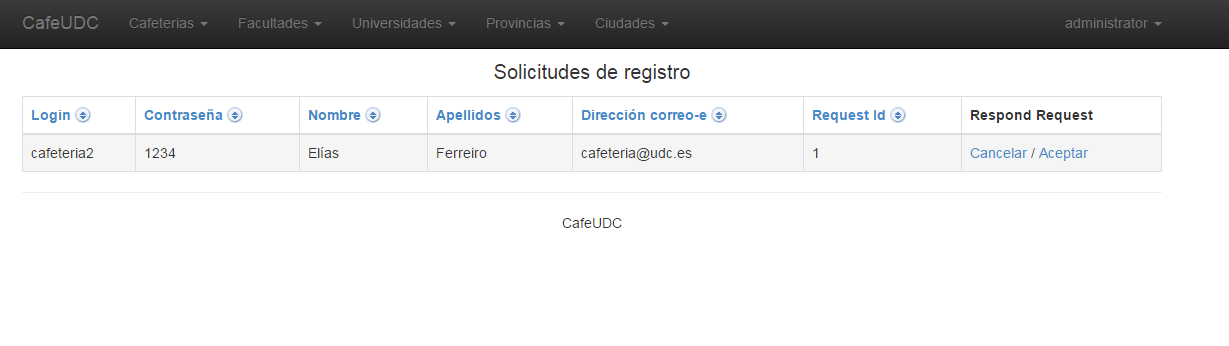 CafeUDC Cafeterias Facultades Universidades Provincias Ciudades administrator
Solicitudes de registro
Login Contraseña Nombre Apellidos Dirección correo-e Request Id Respond Request
cafeteria2 1234 Elías Ferreiro cafeteria@udc.es 1 Cancelar / Aceptar
CafeUDC